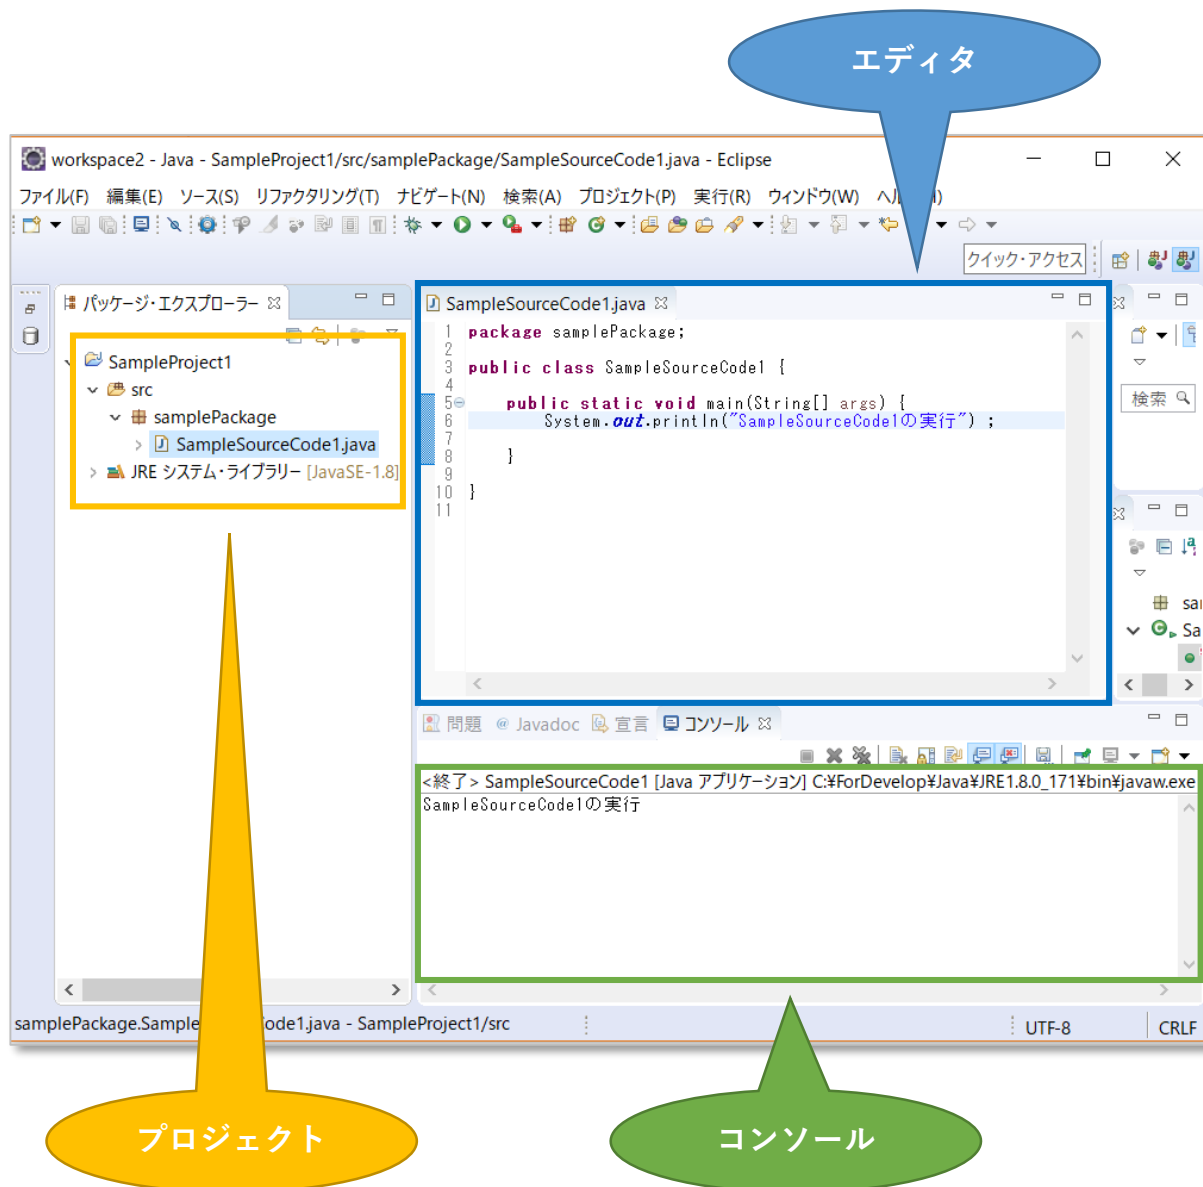 エディタ
workspace2 - Java - SampleProject1/src/samplePackage/SampleSourceCode1.java - Eclipse
ファイル(F) 編集(E) ソース(S) リファクタリング(T) ナビゲート(N) 検索(A) プロジェクト(P) 実行(R) ウィンドウ(W)
クイック・アクセス
パッケージ・エクスプローラー
SampleProject1
src
samplePackage
SampleSourceCode1.java
JRE システム・ライブラリー [JavaSE-1.8]
SampleSourceCode1.java
1 package samplePackage;
2
3 public class SampleSourceCode1 {
4
5 public static void main(String[] args) {
6 System.out.println("SampleSourceCode1の実行") ;
7
8 }
9
10 }
11
検索
sa
Sa
問題 @ Javadoc 宣言 コンソール
<終了> SampleSourceCode1 [Java アプリケーション] C:¥ForDevelop¥Java¥JRE1.8.0_171¥bin¥javaw.exe
SampleSourceCode1の実行
samplePackage.Sample ode1.java - SampleProject1/src
UTF-8
CRLF
プロジェクト
コンソール